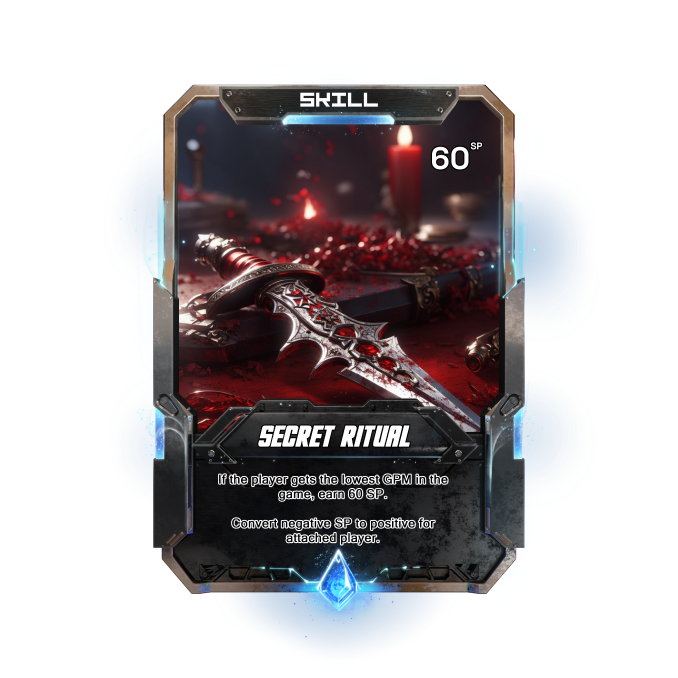 SKILL
60 SP
SECRET RITUAL
If the player gets the lowest GPM in the
game, earn 60 SP.
Convert negative SP to positive for
attached player.